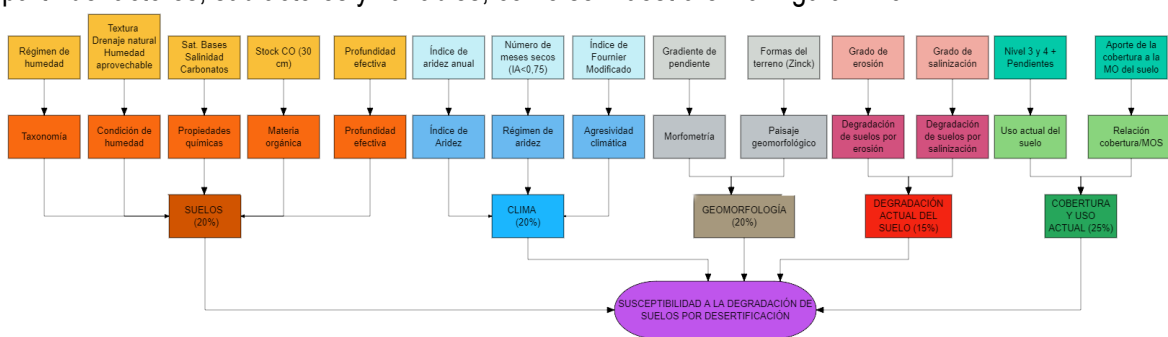 Régimen de
humedad
Textura
Drenaje natural
Humedad
aprovechable
Sat. Bases
Salinidad
Carbonatos
Stock CO (30
cm)
Profundidad
efectiva
Índice de
aridez anual
Número de
meses secos
(IA<0,75)
Índice de
Fournier
Modificado
Gradiente de
pendiente
Formas del
terreno (Zinck)
Grado de
erosión
Grado de
salinización
Nivel 3 y 4 +
Pendientes
Aporte de la
cobertura a la
MO del suelo
Taxonomía
Condición de
humedad
Propiedades
químicas
Materia
orgánica
Profundidad
efectiva
Índice de
Aridez
Régimen de
aridez
Agresividad
climática
Morfometría
Paisaje
geomorfológico
Degradación
de suelos por
erosión
Degradación
de suelos por
salinización
Uso actual del
suelo
Relación
cobertura/MOS
SUELOS
(20%)
CLIMA
(20%)
GEOMORFOLOGÍA
(20%)
DEGRADACIÓN
ACTUAL DEL
SUELO (15%)
COBERTURA
Y USO
ACTUAL (25%)
SUSCEPTIBILIDAD A LA DEGRADACIÓN DE
SUELOS POR DESERTIFICACIÓN